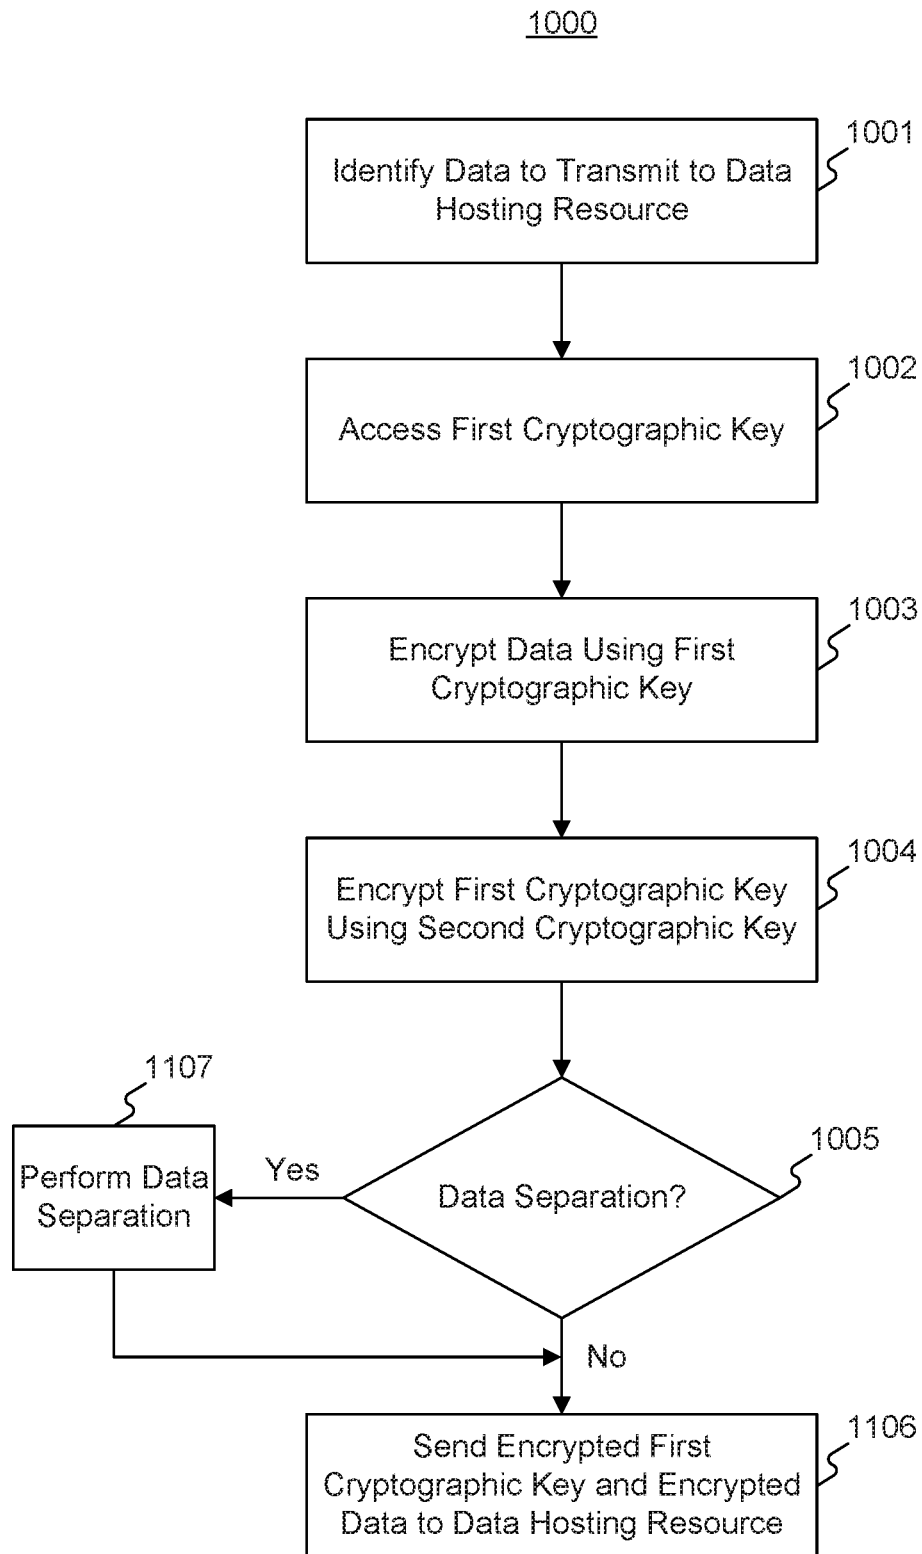 1000
1001
Identify Data to Transmit to Data
Hosting Resource
1002
Access First Cryptographic Key
1003
Encrypt Data Using First
Cryptographic Key
1004
Encrypt First Cryptographic Key
Using Second Cryptographic Key
1107
Perform Data
Separation
Yes
1005
Data Separation?
No
1106
Send Encrypted First
Cryptographic Key and Encrypted
Data to Data Hosting Resource